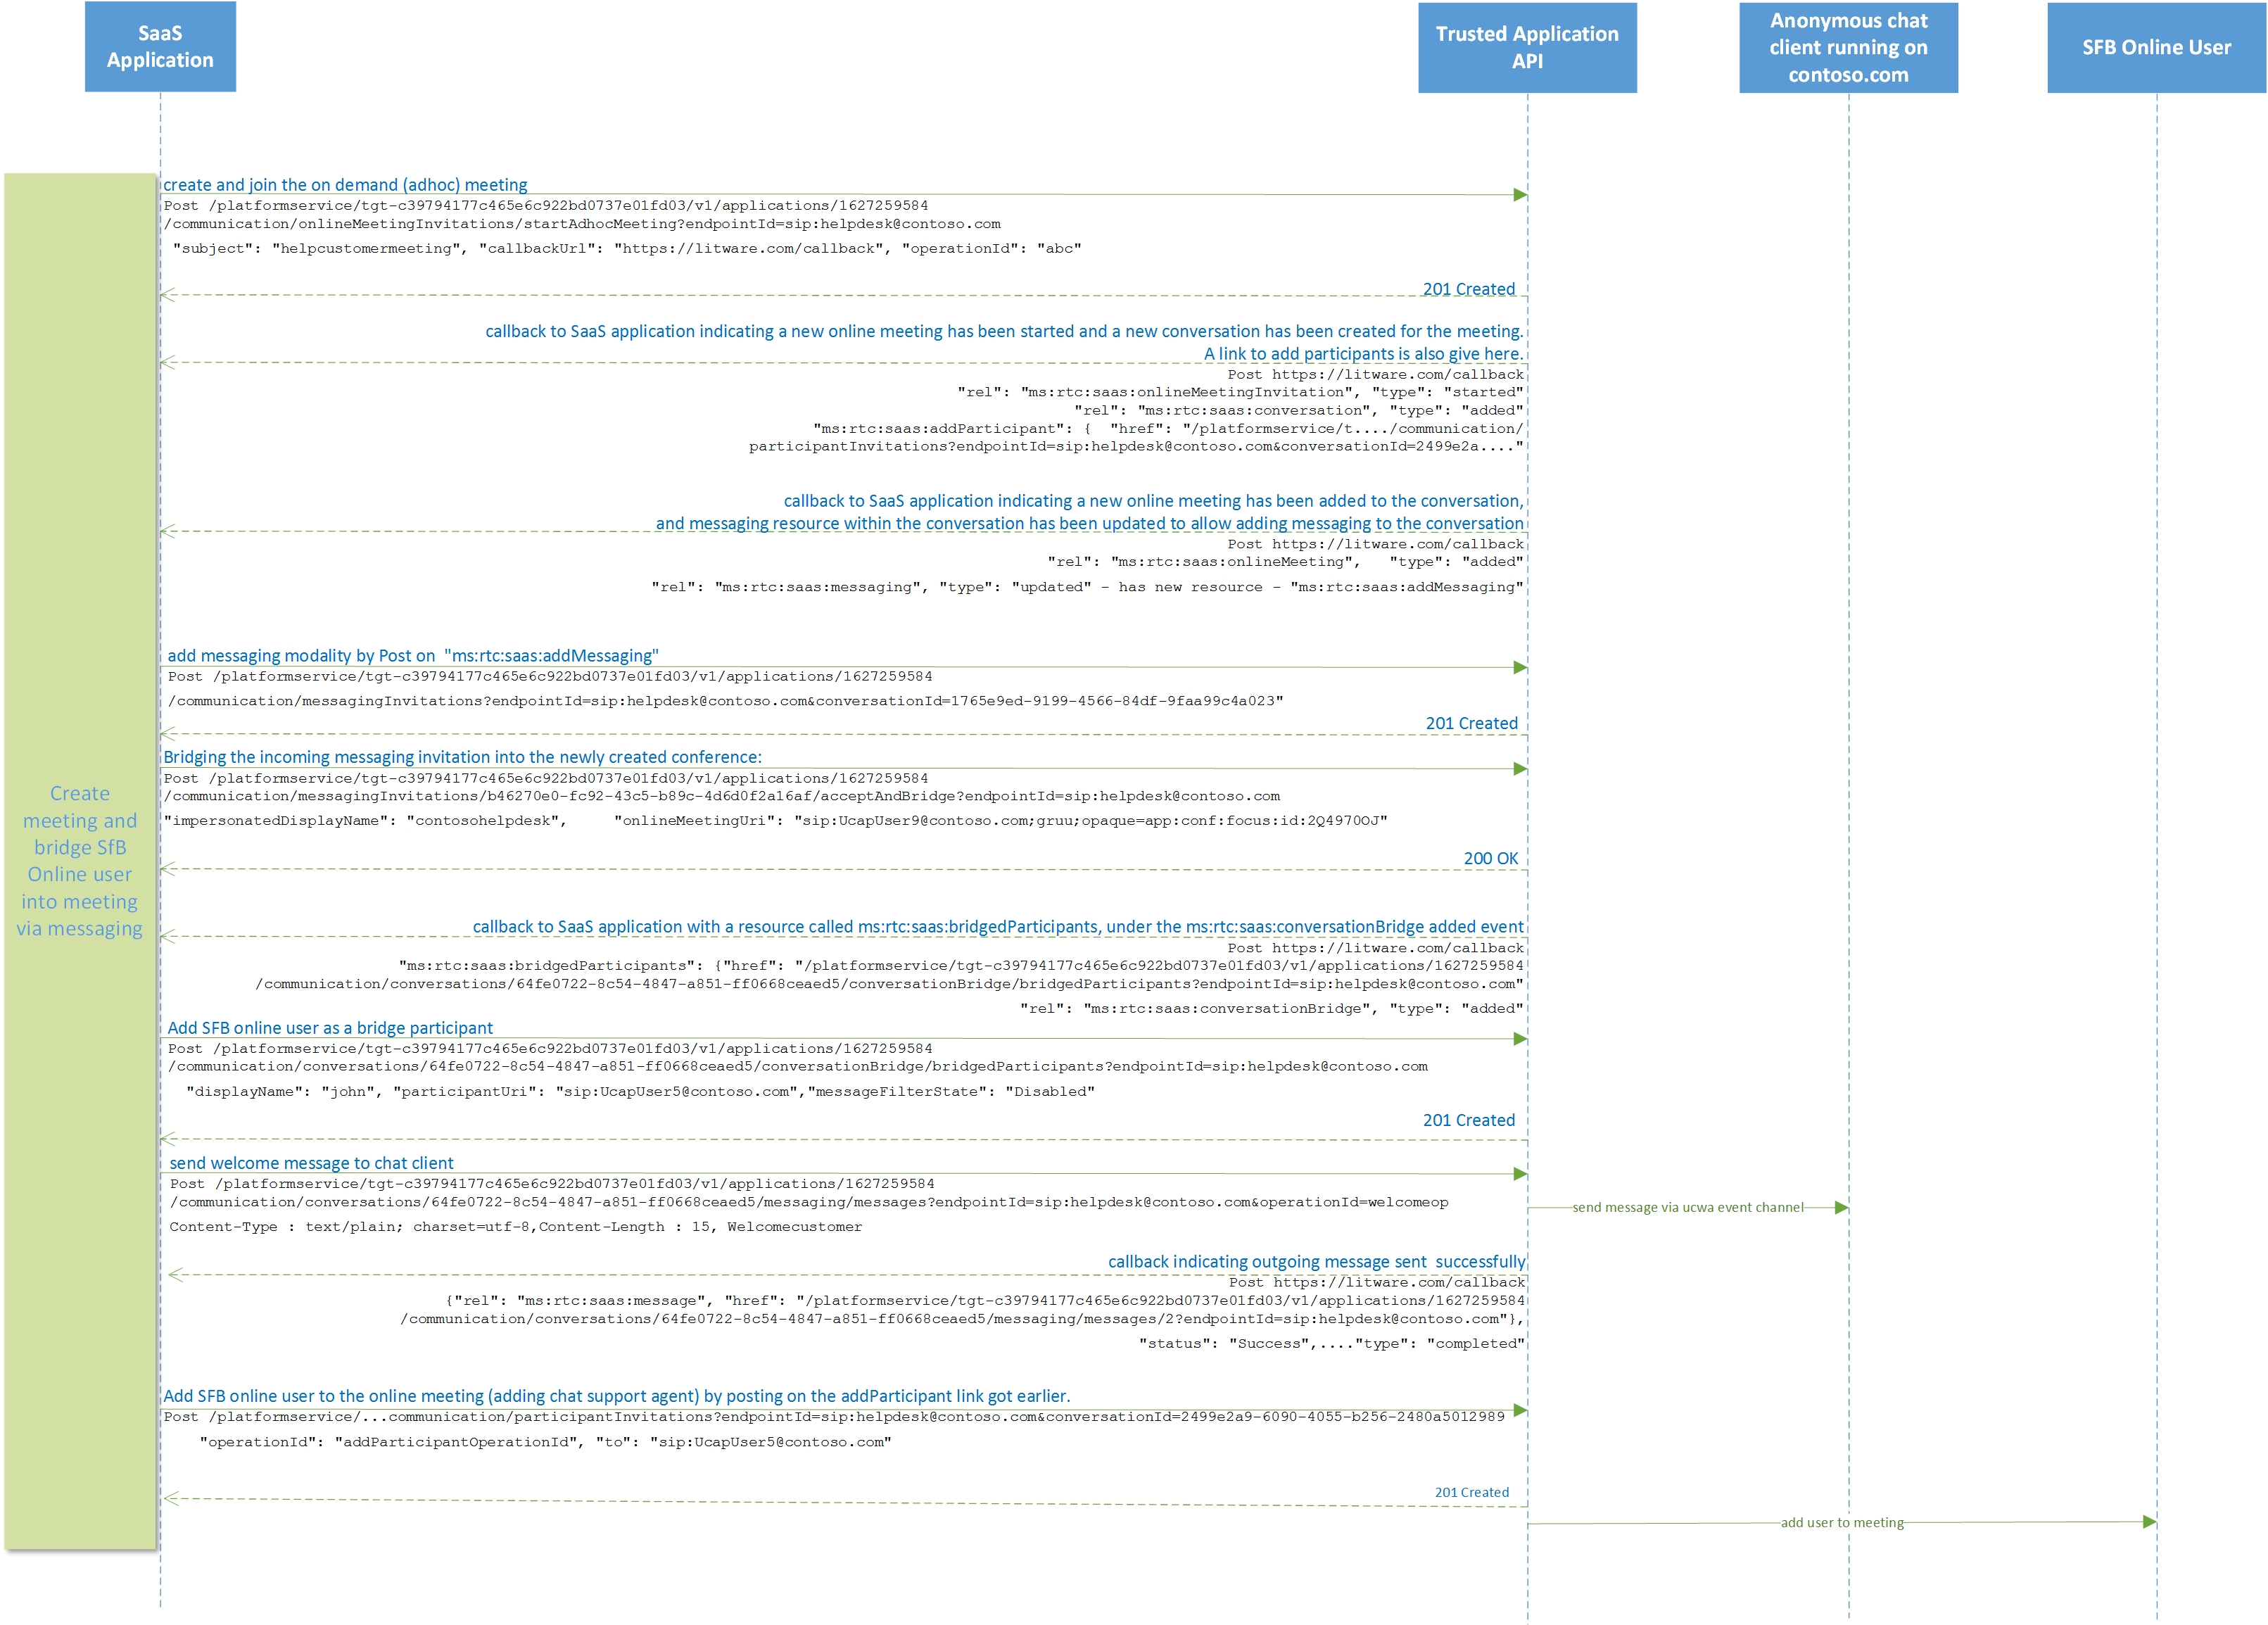 SaaS
Application
Trusted Application
API
Anonymous chat
client running on
contoso.com
SFB Online User
create and join the on demand (adhoc) meeting
Post /platformservice/tgt-c39794177c465e6c922bd0737e01fd03/v1/applications/1627259584
/communication/onlineMeetingInvitations/startAdhocMeeting?endpointId=sip:helpdesk@contoso.com
"subject": "helpcustomermeeting", "callbackUrl": "https://litware.com/callback", "operationId": "abc"
201 Created
callback to SaaS application indicating a new online meeting has been started and a new conversation has been created for the meeting.
A link to add participants is also give here.
Post https://litware.com/callback
"rel": "ms:rtc:saas:onlineMeetingInvitation", "type": "started"
"rel": "ms:rtc:saas:conversation", "type": "added"
"ms:rtc:saas:addParticipant": {  "href": "/platformservice/t..../communication/
participantInvitations?endpointId=sip:helpdesk@contoso.com&conversationId=2499e2a...."
callback to SaaS application indicating a new online meeting has been added to the conversation,
and messaging resource within the conversation has been updated to allow adding messaging to the conversation
Post https://litware.com/callback
"rel": "ms:rtc:saas:onlineMeeting",   "type": "added"
"rel": "ms:rtc:saas:messaging", "type": "updated" – has new resource – "ms:rtc:saas:addMessaging"
add messaging modality by Post on  "ms:rtc:saas:addMessaging"
Post /platformservice/tgt-c39794177c465e6c922bd0737e01fd03/v1/applications/1627259584
/communication/messagingInvitations?endpointId=sip:helpdesk@contoso.com&conversationId=1765e9ed-9199-4566-84df-9faa99c4a023"
201 Created
Bridging the incoming messaging invitation into the newly created conference:
Post /platformservice/tgt-c39794177c465e6c922bd0737e01fd03/v1/applications/1627259584
/communication/messagingInvitations/b46270e0-fc92-43c5-b89c-4d6d0f2a16af/acceptAndBridge?endpointId=sip:helpdesk@contoso.com
"impersonatedDisplayName": "contosohelpdesk",     "onlineMeetingUri": "sip:UcapUser9@contoso.com;gruu;opaque=app:conf:focus:id:2Q4970OJ"
200 OK
Create
meeting and
bridge SfB
Online user
into meeting
via messaging
callback to SaaS application with a resource called ms:rtc:saas:bridgedParticipants, under the ms:rtc:saas:conversationBridge added event
Post https://litware.com/callback
"ms:rtc:saas:bridgedParticipants": {"href": "/platformservice/tgt-c39794177c465e6c922bd0737e01fd03/v1/applications/1627259584
/communication/conversations/64fe0722-8c54-4847-a851-ff0668ceaed5/conversationBridge/bridgedParticipants?endpointId=sip:helpdesk@contoso.com"
"rel": "ms:rtc:saas:conversationBridge", "type": "added"
Add SFB online user as a bridge participant
Post /platformservice/tgt-c39794177c465e6c922bd0737e01fd03/v1/applications/1627259584
/communication/conversations/64fe0722-8c54-4847-a851-ff0668ceaed5/conversationBridge/bridgedParticipants?endpointId=sip:helpdesk@contoso.com
"displayName": "john", "participantUri": "sip:UcapUser5@contoso.com","messageFilterState": "Disabled"
201 Created
send welcome message to chat client
Post /platformservice/tgt-c39794177c465e6c922bd0737e01fd03/v1/applications/1627259584
/communication/conversations/64fe0722-8c54-4847-a851-ff0668ceaed5/messaging/messages?endpointId=sip:helpdesk@contoso.com&operationId=welcomeop
Content-Type : text/plain; charset=utf-8,Content-Length : 15, Welcomecustomer
send message via ucwa event channel
callback indicating outgoing message sent  successfully
Post https://litware.com/callback
{"rel": "ms:rtc:saas:message", "href": "/platformservice/tgt-c39794177c465e6c922bd0737e01fd03/v1/applications/1627259584
/communication/conversations/64fe0722-8c54-4847-a851-ff0668ceaed5/messaging/messages/2?endpointId=sip:helpdesk@contoso.com"},
"status": "Success",...."type": "completed"
Add SFB online user to the online meeting (adding chat support agent) by posting on the addParticipant link got earlier.
Post /platformservice/...communication/participantInvitations?endpointId=sip:helpdesk@contoso.com&conversationId=2499e2a9-6090-4055-b256-2480a5012989
"operationId": "addParticipantOperationId", "to": "sip:UcapUser5@contoso.com"
201 Created
add user to meeting